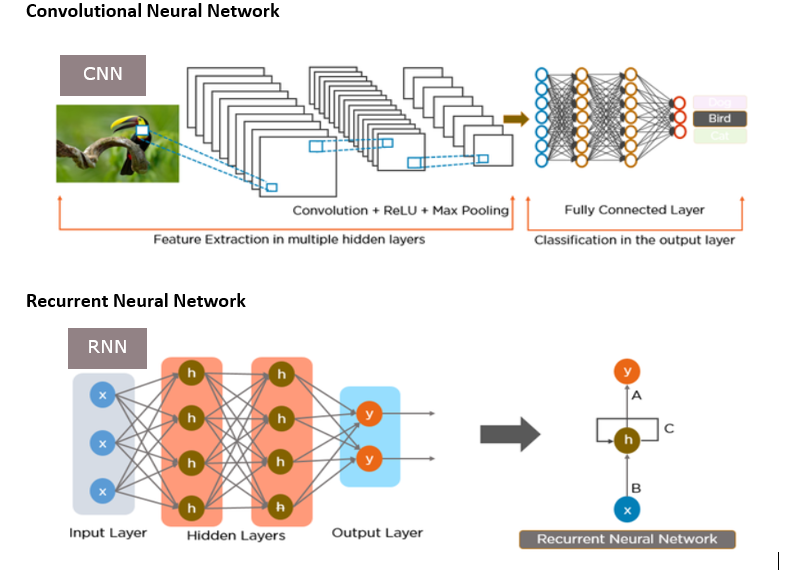 Convolutional Neural Network
CNN
Dog
Bird
Cat
Convolution + ReLU + Max Pooling
Fully Connected Layer
Feature Extraction in multiple hidden layers
Classification in the output layer
Recurrent Neural Network
RNN
x
x
x
h
h
h
h
h
h
h
h
y
y
Input Layer
Hidden Layers
Output Layer
y
A
h
C
B
x
Recurrent Neural Network